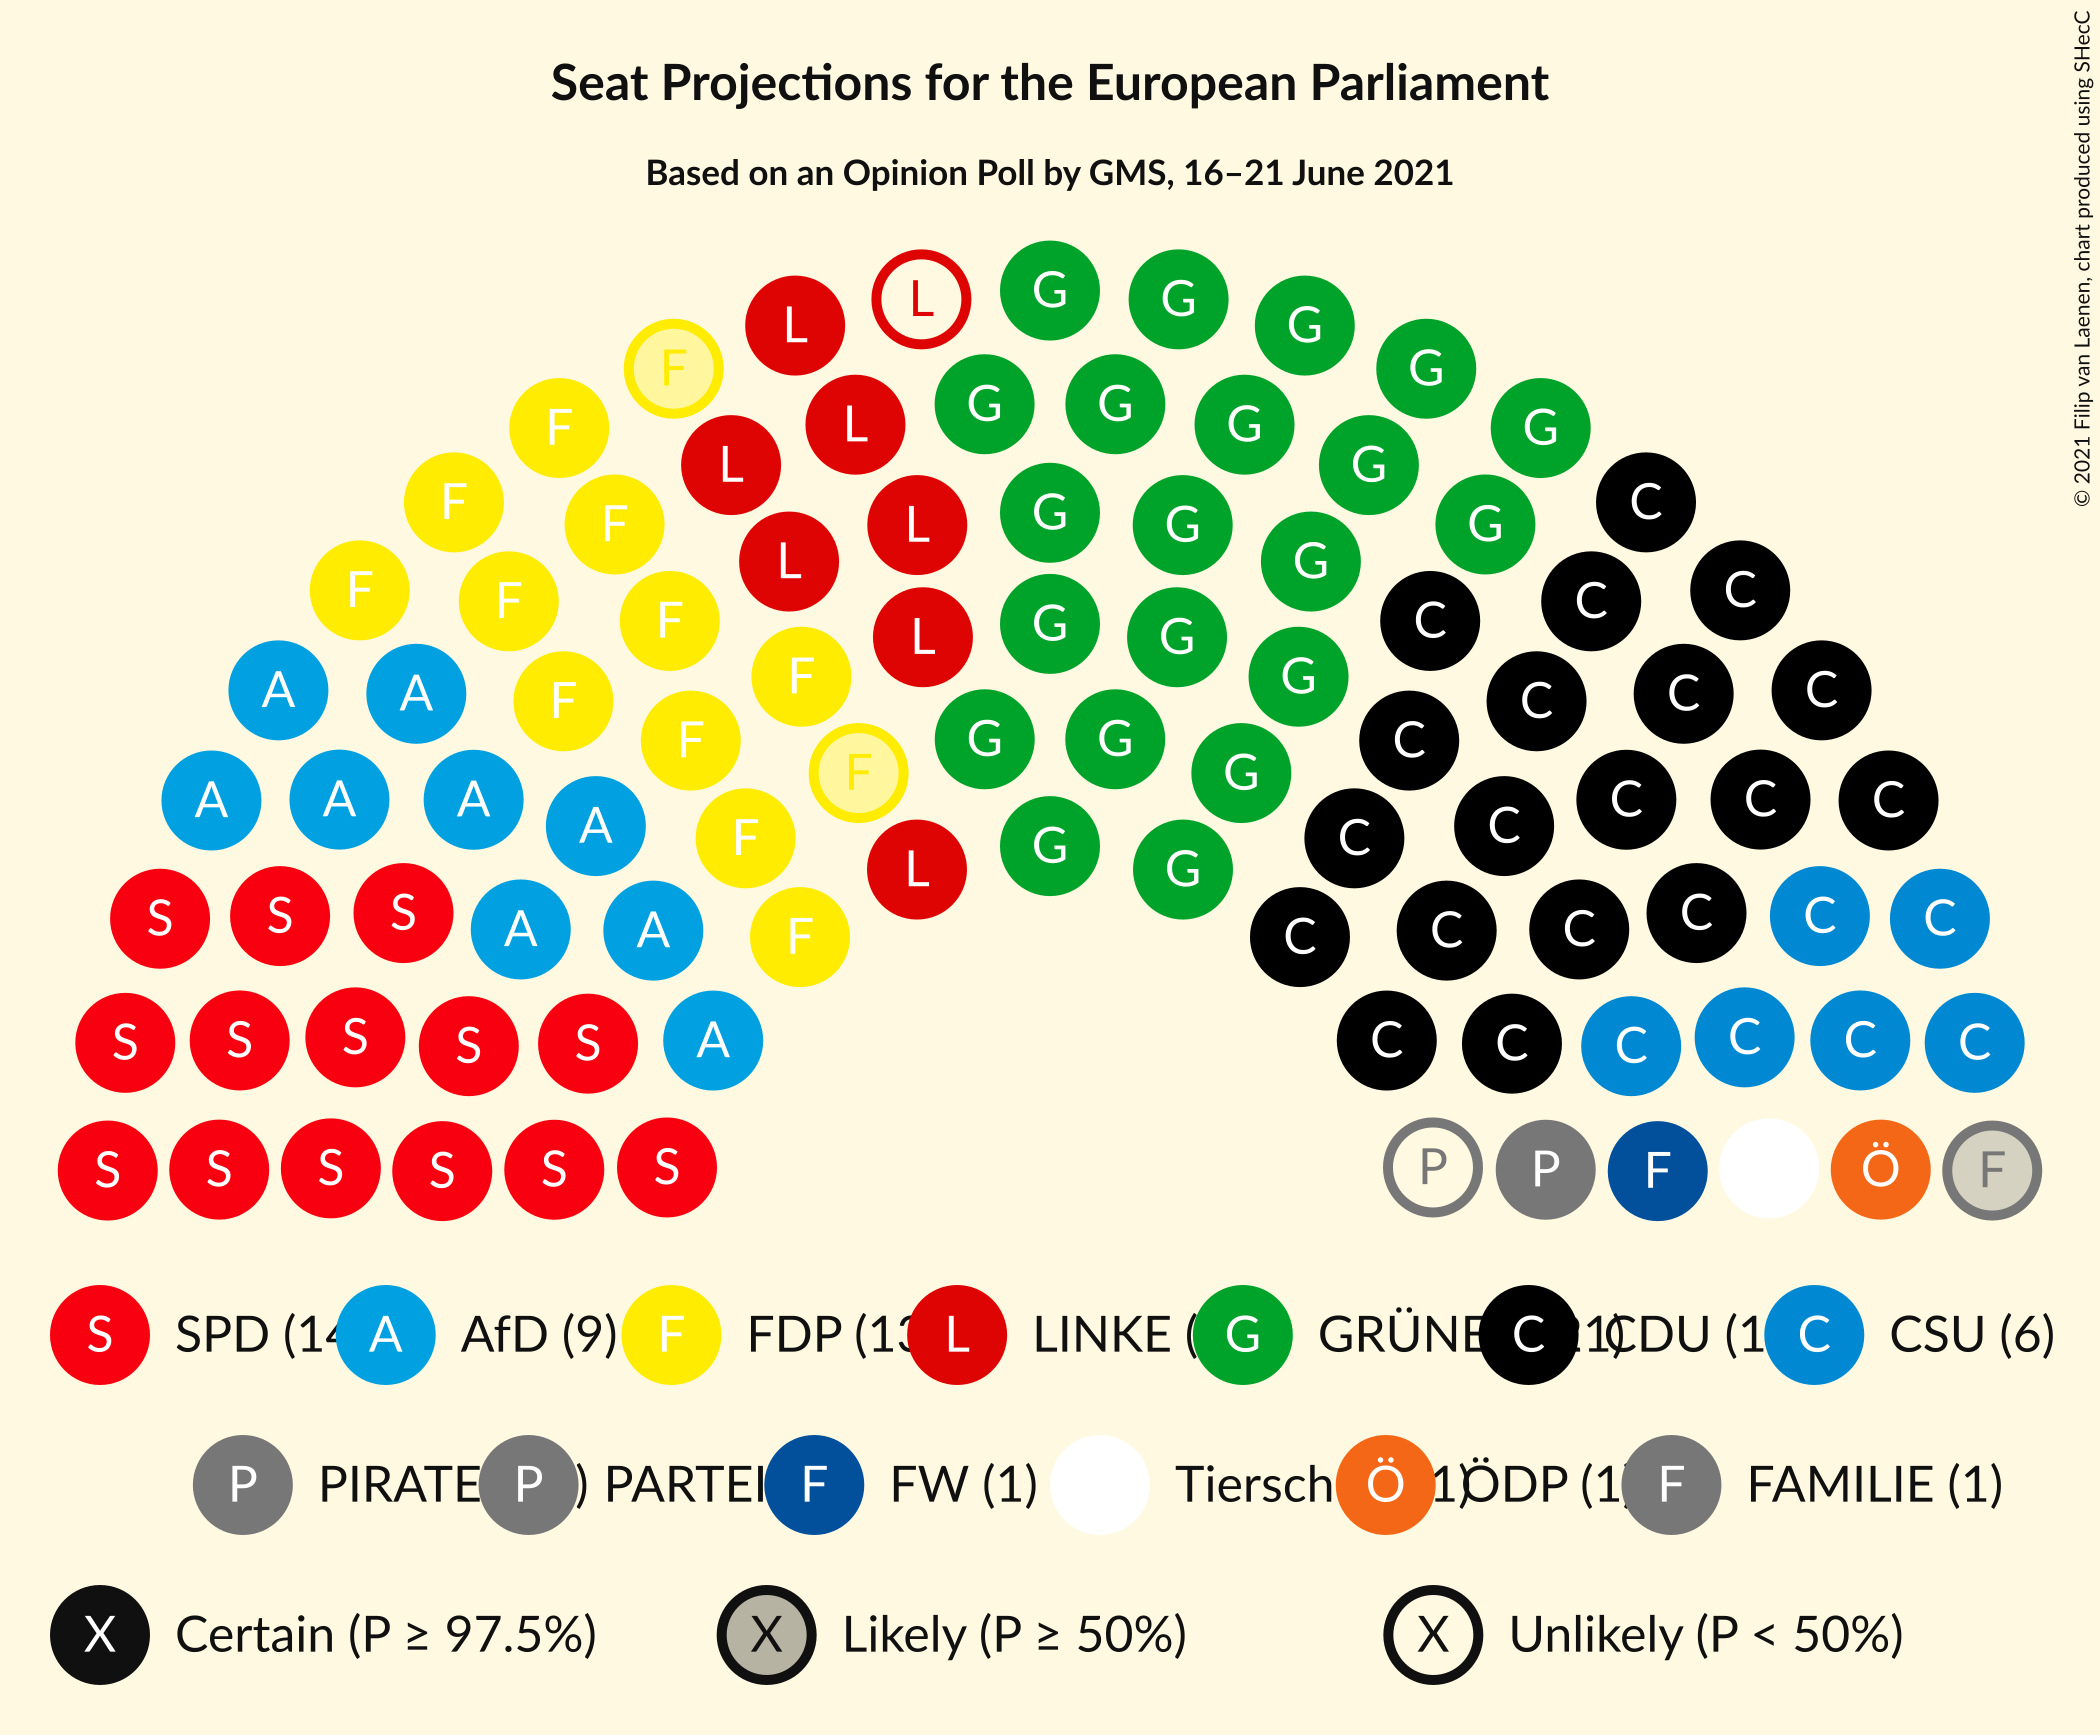 Seat Projections for the European Parliament
Based on an Opinion Poll by GMS, 16–21 June 2021
© 2021 Filip van Laenen, chart produced using SHecC
L G G
L G
F G
F L G G G G
L G
F F L G G G C
L G
F F F L G G C C C
A A F F G C C C
F G G C
A A A F G C C C
A F G C C
S S S L G C C C
A A F C C C
S S S S S A C C C C C C
S S S S S S P P F Ö F
S SPD (14 A AfD (9) F FDP (13 L LINKE ( G GRÜNE 21) C CDU (1 C CSU (6)
P PIRATE P ) PARTEI F FW (1) Tiersch Ö 1) ÖDP (1) F FAMILIE (1)
X Certain (P ≥ 97.5%) X Likely (P ≥ 50%) X Unlikely (P < 50%)